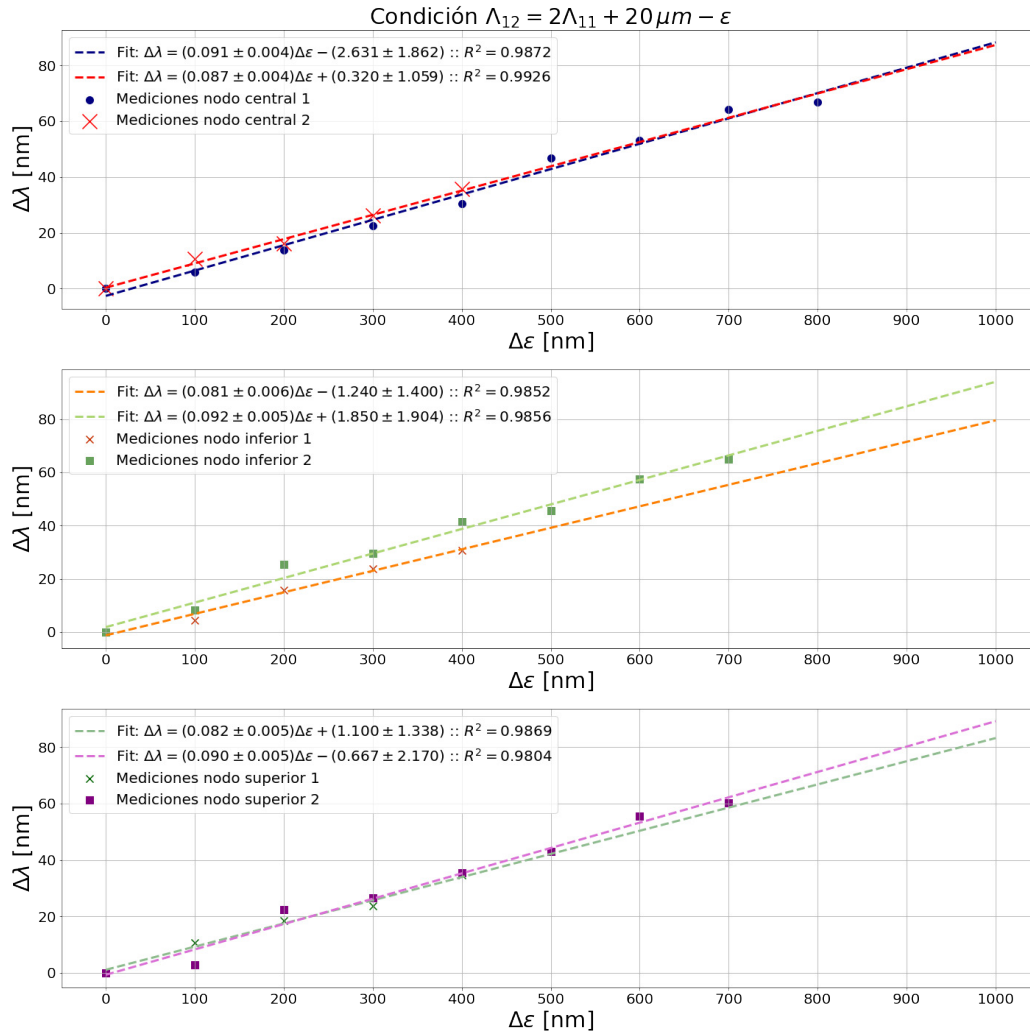 Condición Λ₁₂ = 2Λ₁₁ + 20 μm − ε
Fit: Δλ = (0.091 ± 0.004)Δε − (2.631 ± 1.862) :: R² = 0.9872
Fit: Δλ = (0.087 ± 0.004)Δε + (0.320 ± 1.059) :: R² = 0.9926
Mediciones nodo central 1
Mediciones nodo central 2
80
60
40
20
0
Δλ [nm]
0 100 200 300 400 500 600 700 800 900 1000
Δε [nm]
Fit: Δλ = (0.081 ± 0.006)Δε − (1.240 ± 1.400) :: R² = 0.9852
Fit: Δλ = (0.092 ± 0.005)Δε + (1.850 ± 1.904) :: R² = 0.9856
Mediciones nodo inferior 1
Mediciones nodo inferior 2
80
60
40
20
0
Δλ [nm]
0 100 200 300 400 500 600 700 800 900 1000
Δε [nm]
Fit: Δλ = (0.082 ± 0.005)Δε + (1.100 ± 1.338) :: R² = 0.9869
Fit: Δλ = (0.090 ± 0.005)Δε − (0.667 ± 2.170) :: R² = 0.9804
Mediciones nodo superior 1
Mediciones nodo superior 2
80
60
40
20
0
Δλ [nm]
0 100 200 300 400 500 600 700 800 900 1000
Δε [nm]